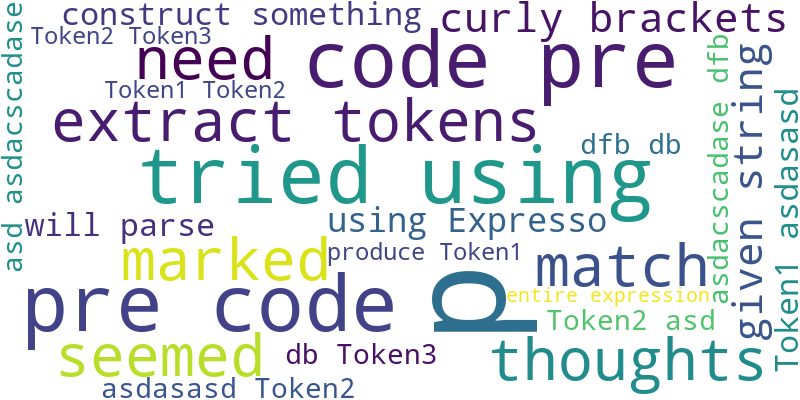 construct something
curly brackets
Token2 Token3
need
code pre
Token1 Token2
extract tokens
dfb db
tried using
asd asdacscadase
will parse
using Expresso
marked
produce Token1
match
pre code
p
entire expression
Token2 asd
seemed
db Token3
thoughts
asdasasd Token2
asdacscadase dfb
given string
Token1 asdasasd